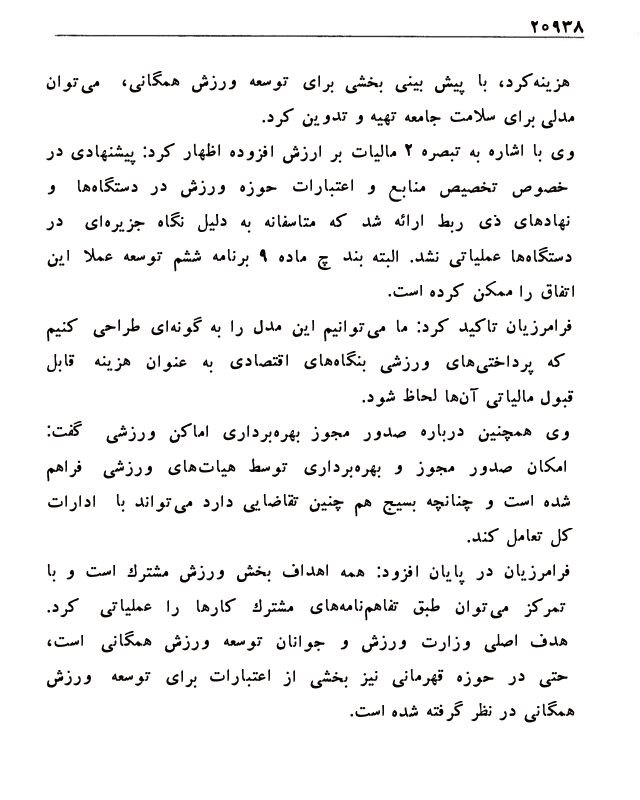 ۲۰۹۳۸
هزینه‌کرد، با پیش بینی بخشی برای توسعه ورزش همگانی، می‌توان
مدلی برای سلامت جامعه تهیه و تدوین کرد.
وی با اشاره به تبصره ۲ مالیات بر ارزش افزوده اظهار کرد: پیشنهادی در
خصوص تخصیص منابع و اعتبارات حوزه ورزش در دستگاه‌ها و
نهادهای ذی ربط ارائه شد که متاسفانه به دلیل نگاه جزیره‌ای در
دستگاه‌ها عملیاتی نشد. البته بند چ ماده ۹ برنامه ششم توسعه عملا این
اتفاق را ممکن کرده است.
فرامرزیان تاکید کرد: ما می‌توانیم این مدل را به گونه‌ای طراحی کنیم
که پرداختی‌های ورزشی بنگاه‌های اقتصادی به عنوان هزینه قابل
قبول مالیاتی آن‌ها لحاظ شود.
وی همچنین درباره صدور مجوز بهره‌برداری اماکن ورزشی گفت:
امکان صدور مجوز و بهره‌برداری توسط هیات‌های ورزشی فراهم
شده است و چنانچه بسیج هم چنین تقاضایی دارد می‌تواند با ادارات
کل تعامل کند.
فرامرزیان در پایان افزود: همه اهداف بخش ورزش مشترك است و با
تمرکز می‌توان طبق تفاهم‌نامه‌های مشترك کارها را عملیاتی کرد.
هدف اصلی وزارت ورزش و جوانان توسعه ورزش همگانی است،
حتی در حوزه قهرمانی نیز بخشی از اعتبارات برای توسعه ورزش
همگانی در نظر گرفته شده است.